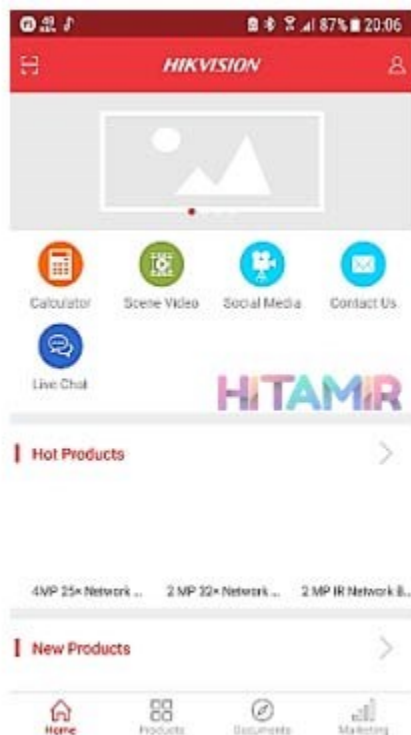 87% 20:06
HIKVISION
Calculator Scene Video Social Media Contact Us
Live Chat
HITAMIR
Hot Products
4MP 25× Network ... 2 MP 32× Network ... 2 MP IR Network B...
New Products
Home Products Documents Marketing